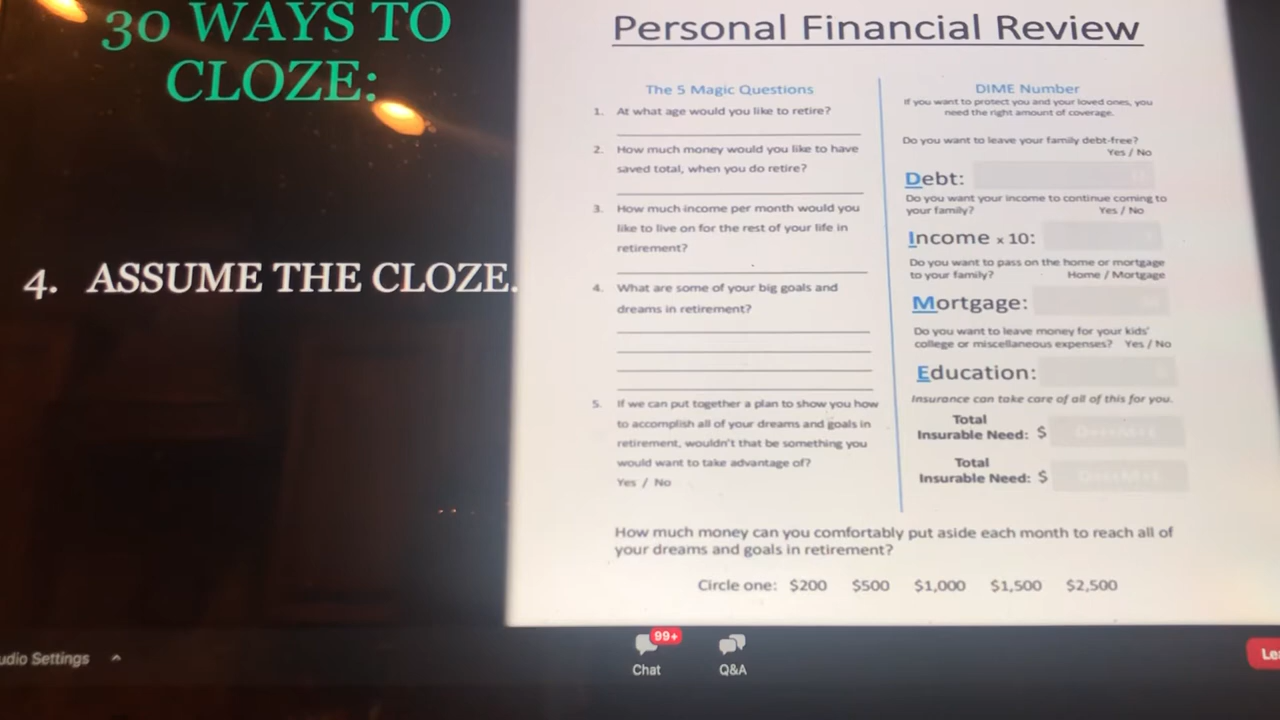 30 WAYS TO
CLOZE:
4. ASSUME THE CLOZE.
Personal Financial Review
The 5 Magic Questions
1. At what age would you like to retire?
2. How much money would you like to have
saved total, when you do retire?
3. How much income per month would you
like to live on for the rest of your life in
retirement?
4. What are some of your big goals and
dreams in retirement?
5. If we can put together a plan to show you how
to accomplish all of your dreams and goals in
retirement, wouldn't that be something you
would want to take advantage of?
Yes / No
DIME Number
If you want to protect you and your loved ones, you
need the right amount of coverage.
Do you want to leave your family debt-free?
Yes / No
Debt:
Do you want your income to continue coming to
your family? Yes / No
Income x 10:
Do you want to pass on the home or mortgage
to your family? Home / Mortgage
Mortgage:
Do you want to leave money for your kids'
college or miscellaneous expenses? Yes / No
Education:
Insurance can take care of all of this for you.
Total
Insurable Need: $
Total
Insurable Need: $
How much money can you comfortably put aside each month to reach all of
your dreams and goals in retirement?
Circle one: $200 $500 $1,000 $1,500 $2,500
udio Settings
99+
Chat
Q&A
Le